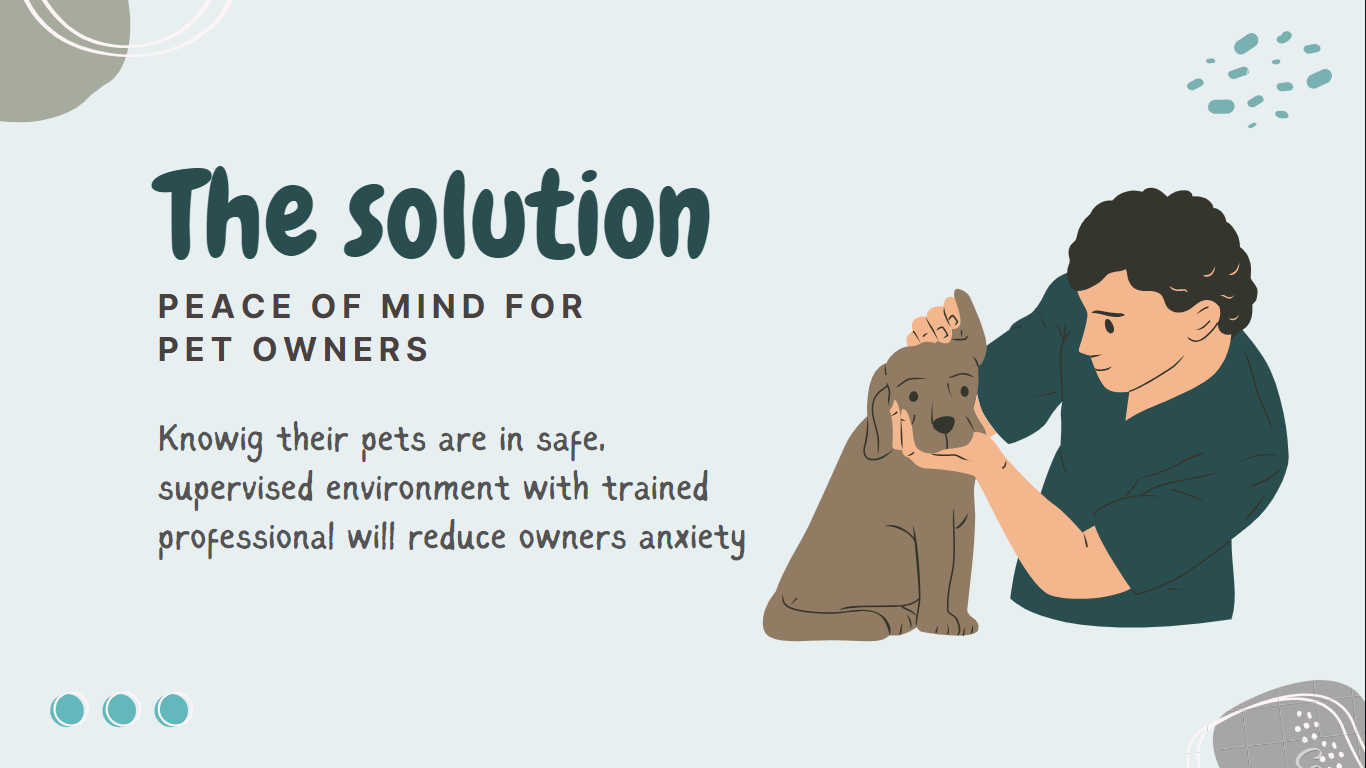 The solution
PEACE OF MIND FOR
PET OWNERS
Knowig their pets are in safe.
supervised environment with trained
professional will reduce owners anxiety